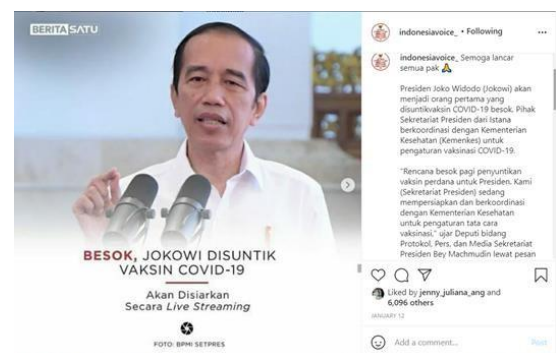 BERITA SATU
BESOK, JOKOWI DISUNTIK
VAKSIN COVID-19
Akan Disiarkan
Secara Live Streaming
FOTO: BPMI SETPRES
indonesiavoice_ • Following
indonesiavoice_ Semoga lancar
semua pak 🙏
Presiden Joko Widodo (Jokowi) akan
menjadi orang pertama yang
disuntikvaksin COVID-19 besok. Pihak
Sekretariat Presiden dari Istana
berkoordinasi dengan Kementerian
Kesehatan (Kemenkes) untuk
pengaturan vaksinasi COVID-19.
"Rencana besok pagi penyuntikan
vaksin perdana untuk Presiden. Kami
(Sekretariat Presiden) sedang
mempersiapkan dan berkoordinasi
dengan Kementerian Kesehatan
untuk pengaturan tata cara
vaksinasi," ujar Deputi bidang
Protokol, Pers, dan Media Sekretariat
Presiden Bey Machmudin lewat pesan
Liked by jenny_juliana_ang and
6,096 others
JANUARY 12
Add a comment...
Post